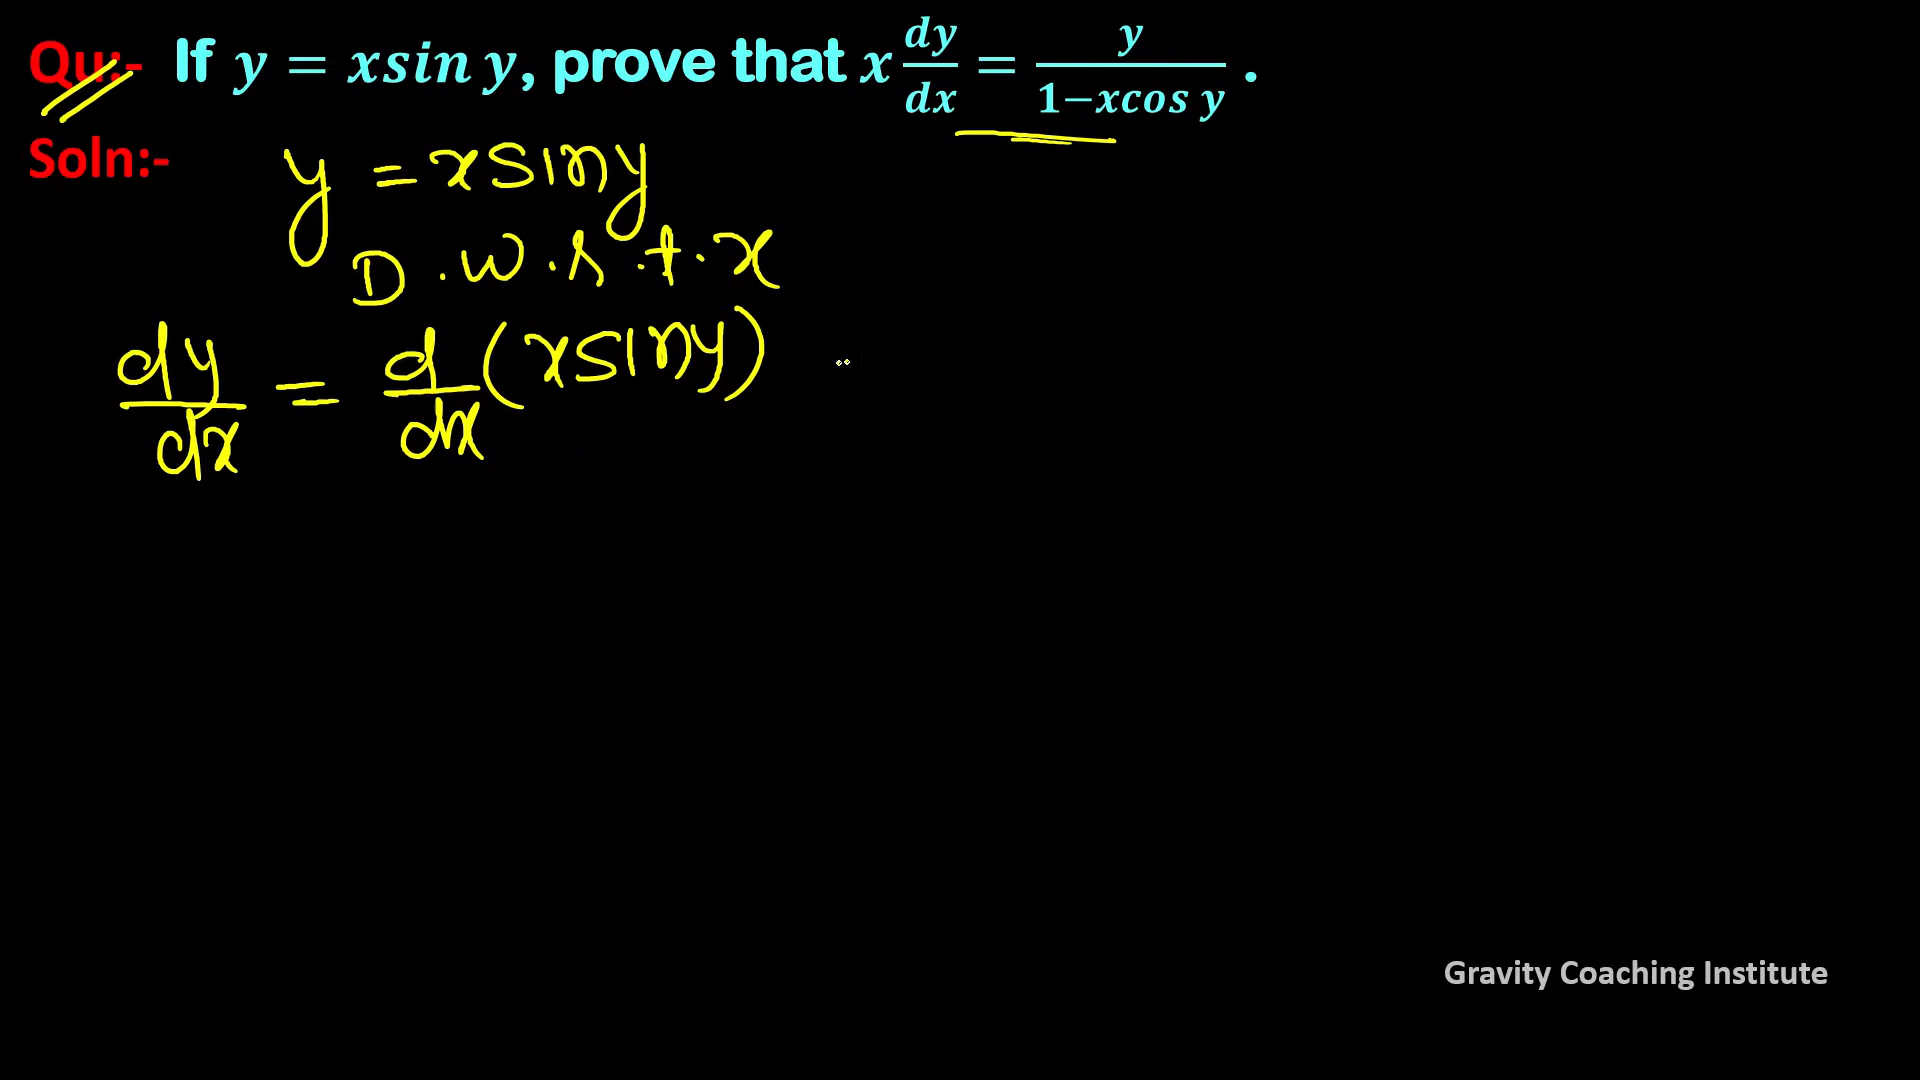 Qu:- If y = xsin y, prove that x dy/dx = y/(1−xcos y) .
Soln:- y = xsiny
D.w.r.t.x
dy/dx = d/dx (xsiny)
Gravity Coaching Institute